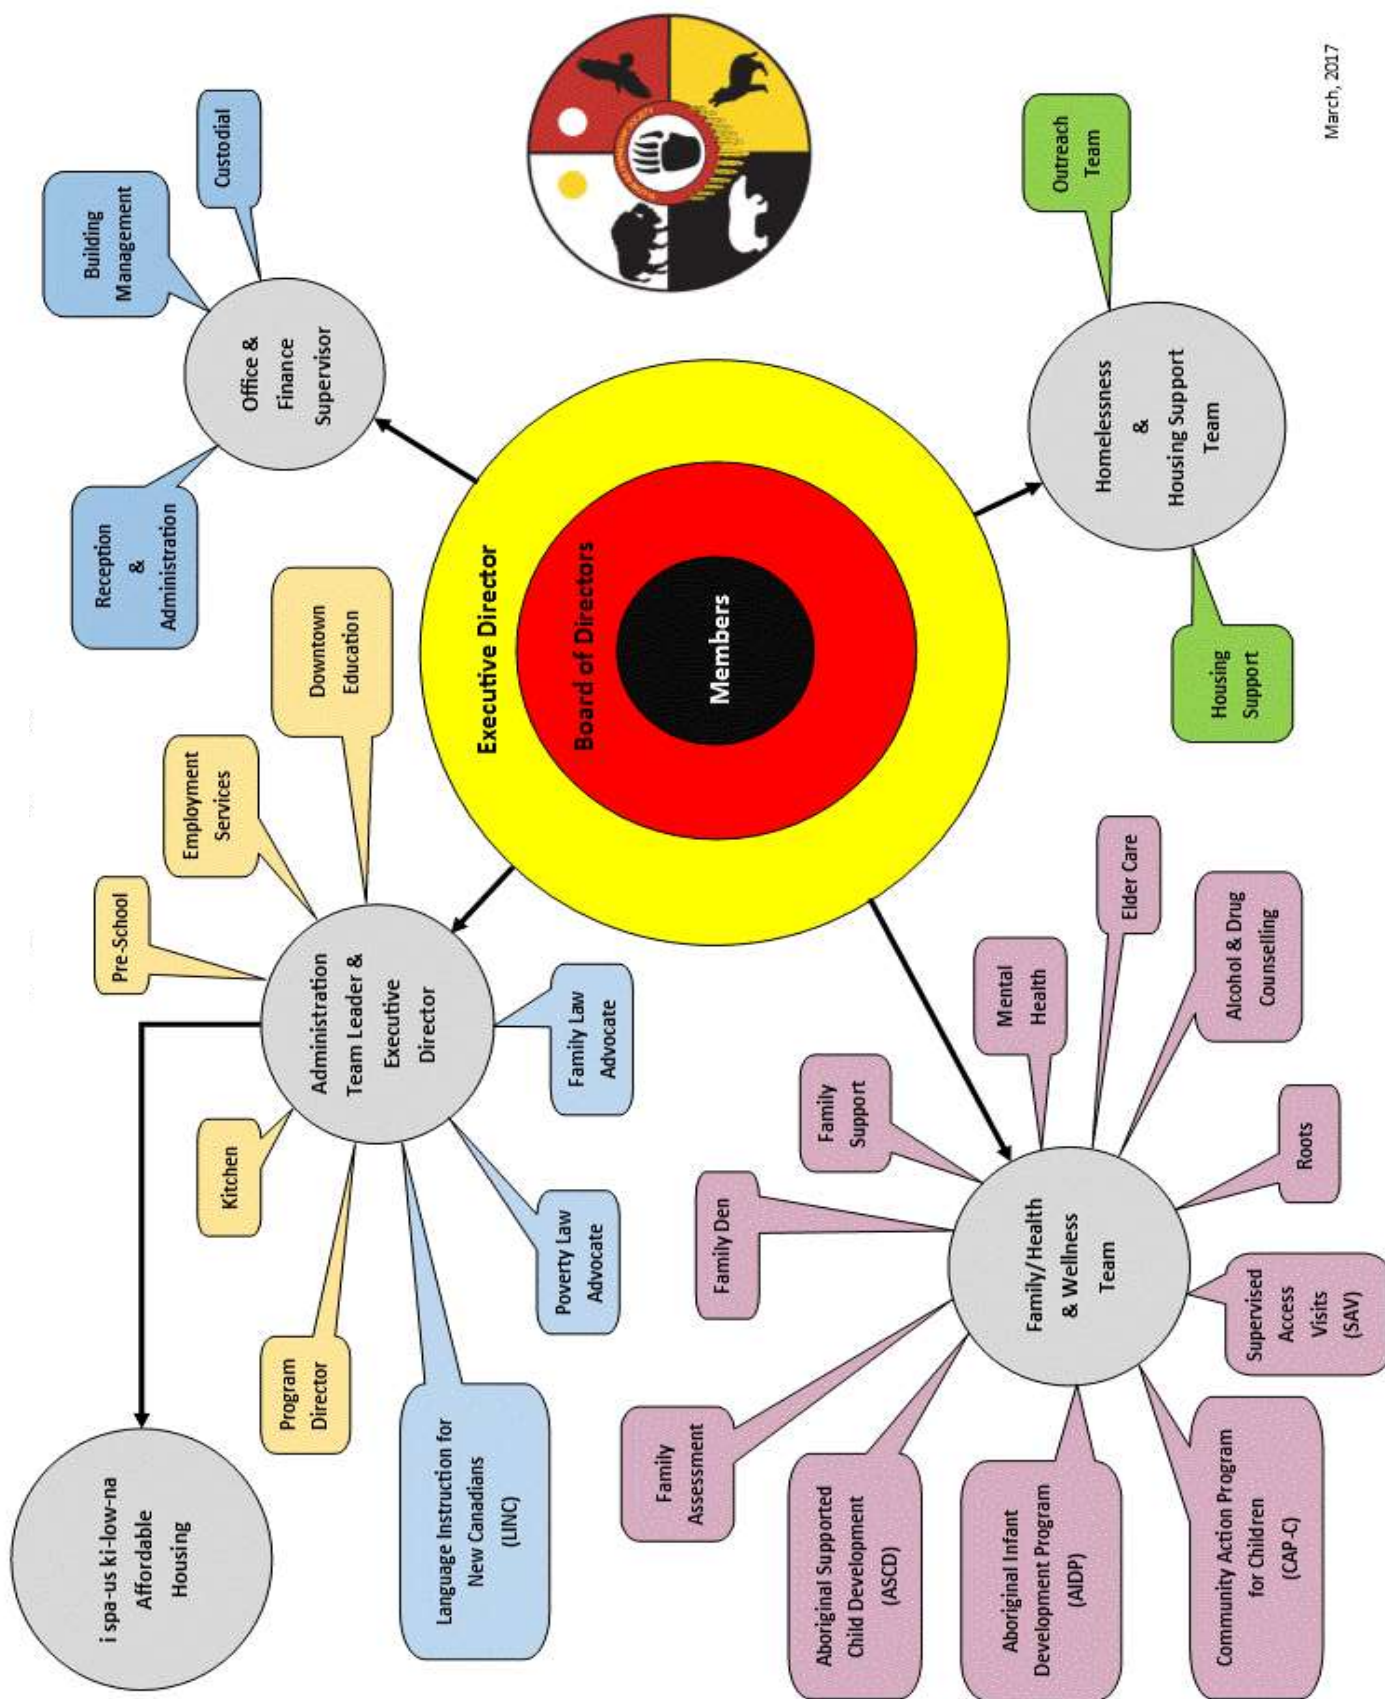 i spa-us ki-low-na
Affordable
Housing
Pre-School
Building
Management
Reception
&
Administration
Custodial
Employment
Services
Kitchen
Program
Director
Downtown
Education
Office &
Finance
Supervisor
Administration
Team Leader &
Executive
Director
Language Instruction for
New Canadians
(LINC)
Poverty Law
Advocate
Family Law
Advocate
Executive Director
Board of Directors
Members
Family
Assessment
Family Den
Family
Support
Mental
Health
Elder Care
Alcohol & Drug
Counselling
Aboriginal Supported
Child Development
(ASCD)
Aboriginal Infant
Development Program
(AIDP)
Community Action Program
for Children
(CAP-C)
Family/Health
& Wellness
Team
Supervised
Access
Visits
(SAV)
Roots
Homelessness
&
Housing Support
Team
Outreach
Team
Housing
Support
March, 2017